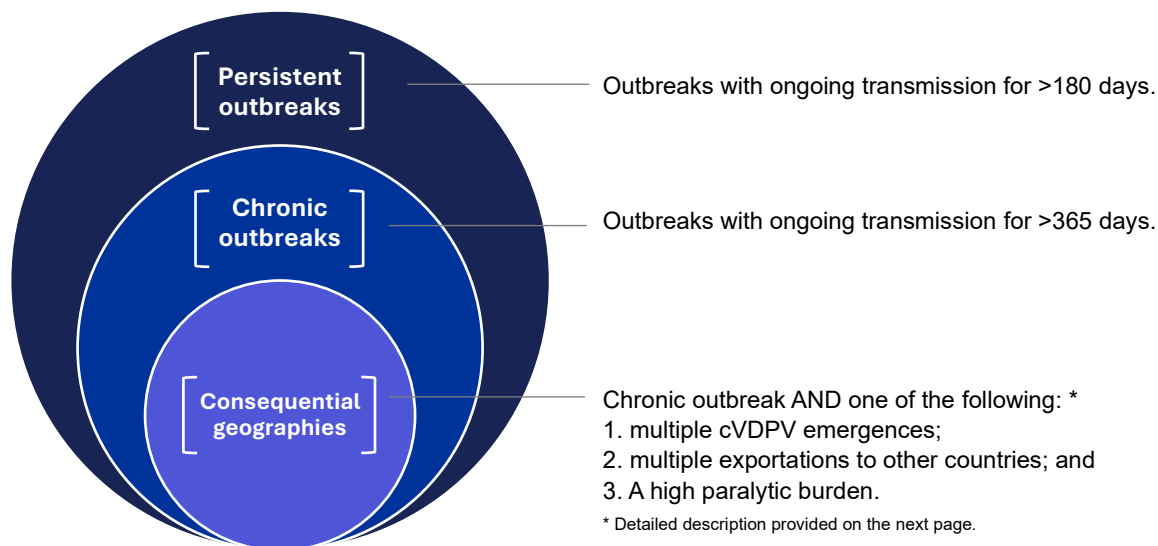 Persistent
outbreaks
Outbreaks with ongoing transmission for >180 days.
Chronic
outbreaks
Outbreaks with ongoing transmission for >365 days.
Consequential
geographies
Chronic outbreak AND one of the following: *
1. multiple cVDPV emergences;
2. multiple exportations to other countries; and
3. A high paralytic burden.
* Detailed description provided on the next page.